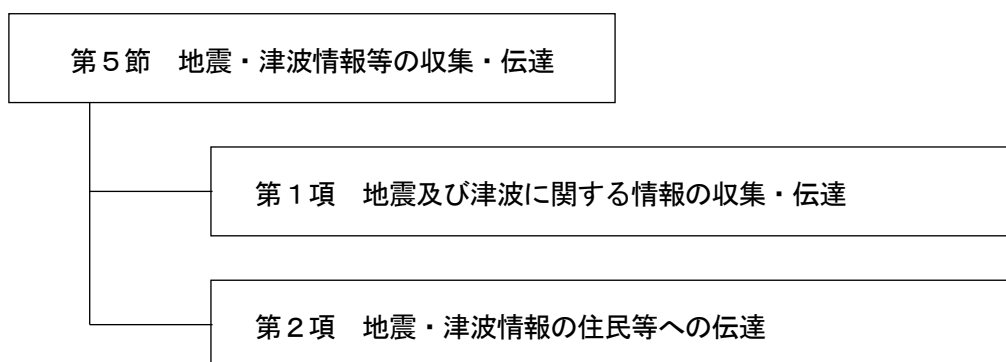 第５節　地震・津波情報等の収集・伝達
第１項　地震及び津波に関する情報の収集・伝達
第２項　地震・津波情報の住民等への伝達